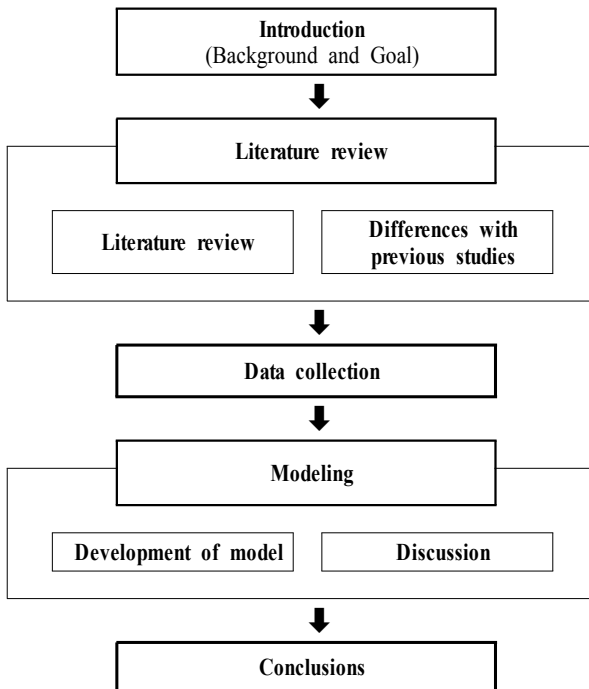 Introduction
(Background and Goal)
Literature review
Literature review
Differences with
previous studies
Data collection
Modeling
Development of model
Discussion
Conclusions